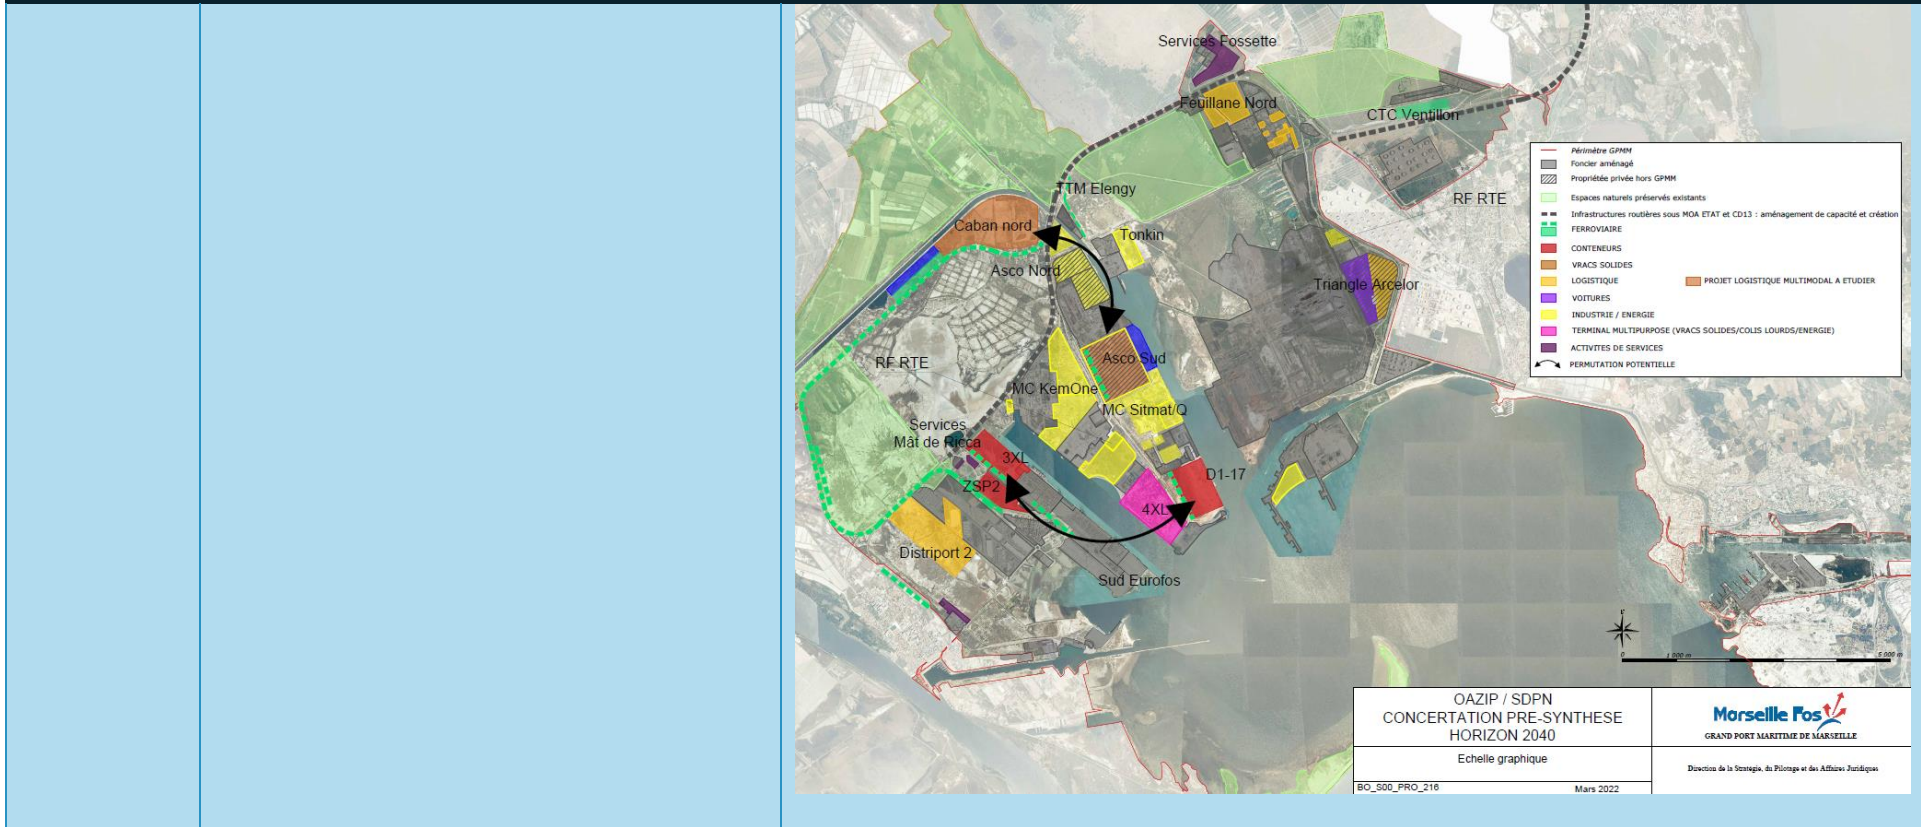 Services Fossette
Feuillane Nord
CTC Ventillon
TTM Elengy
RF RTE
Caban nord
Tonkin
Asco Nord
Triangle Arcelor
RF RTE
Asco Sud
MC KemOne
MC Sitmat/Q
Services
Mât de Ricca
3XL
D1-17
ZSP2
4XL
Distriport 2
Sud Eurofos
Périmètre GPMM
Foncier aménagé
Propriétée privée hors GPMM
Espaces naturels préservés existants
Infrastructures routières sous MOA ETAT et CD13 : aménagement de capacité et création
FERROVIAIRE
CONTENEURS
VRACS SOLIDES
LOGISTIQUE
PROJET LOGISTIQUE MULTIMODAL A ETUDIER
VOITURES
INDUSTRIE / ENERGIE
TERMINAL MULTIPURPOSE (VRACS SOLIDES/COLIS LOURDS/ENERGIE)
ACTIVITES DE SERVICES
PERMUTATION POTENTIELLE
0 1 000 m 5 000 m
OAZIP / SDPN
CONCERTATION PRE-SYNTHESE
HORIZON 2040
Echelle graphique
BO_S00_PRO_216 Mars 2022
Marseille Fos
GRAND PORT MARITIME DE MARSEILLE
Direction de la Stratégie, du Pilotage et des Affaires Juridiques